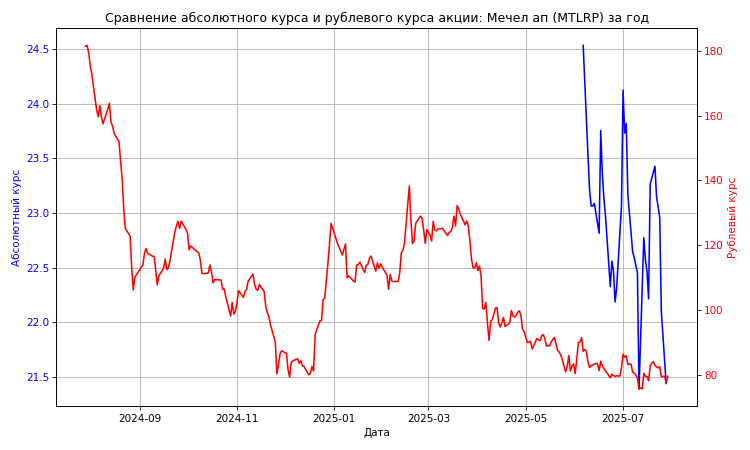 Сравнение абсолютного курса и рублевого курса акции: Мечел ап (MTLRP) за год
24.5
24.0
23.5
23.0
22.5
22.0
21.5
Абсолютный курс
180
160
140
120
100
80
Рублевый курс
2024-09 2024-11 2025-01 2025-03 2025-05 2025-07
Дата